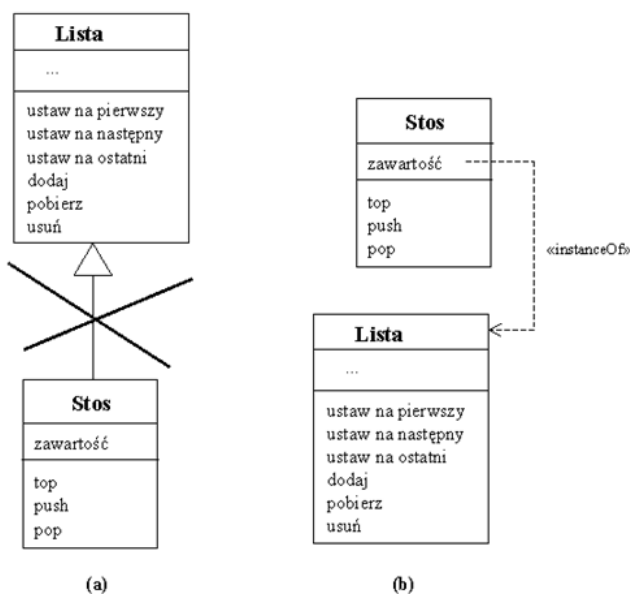 Lista
...
ustaw na pierwszy
ustaw na następny
ustaw na ostatni
dodaj
pobierz
usuń
Stos
zawartość
top
push
pop
(a)
Stos
zawartość
top
push
pop
«instanceOf»
Lista
...
ustaw na pierwszy
ustaw na następny
ustaw na ostatni
dodaj
pobierz
usuń
(b)